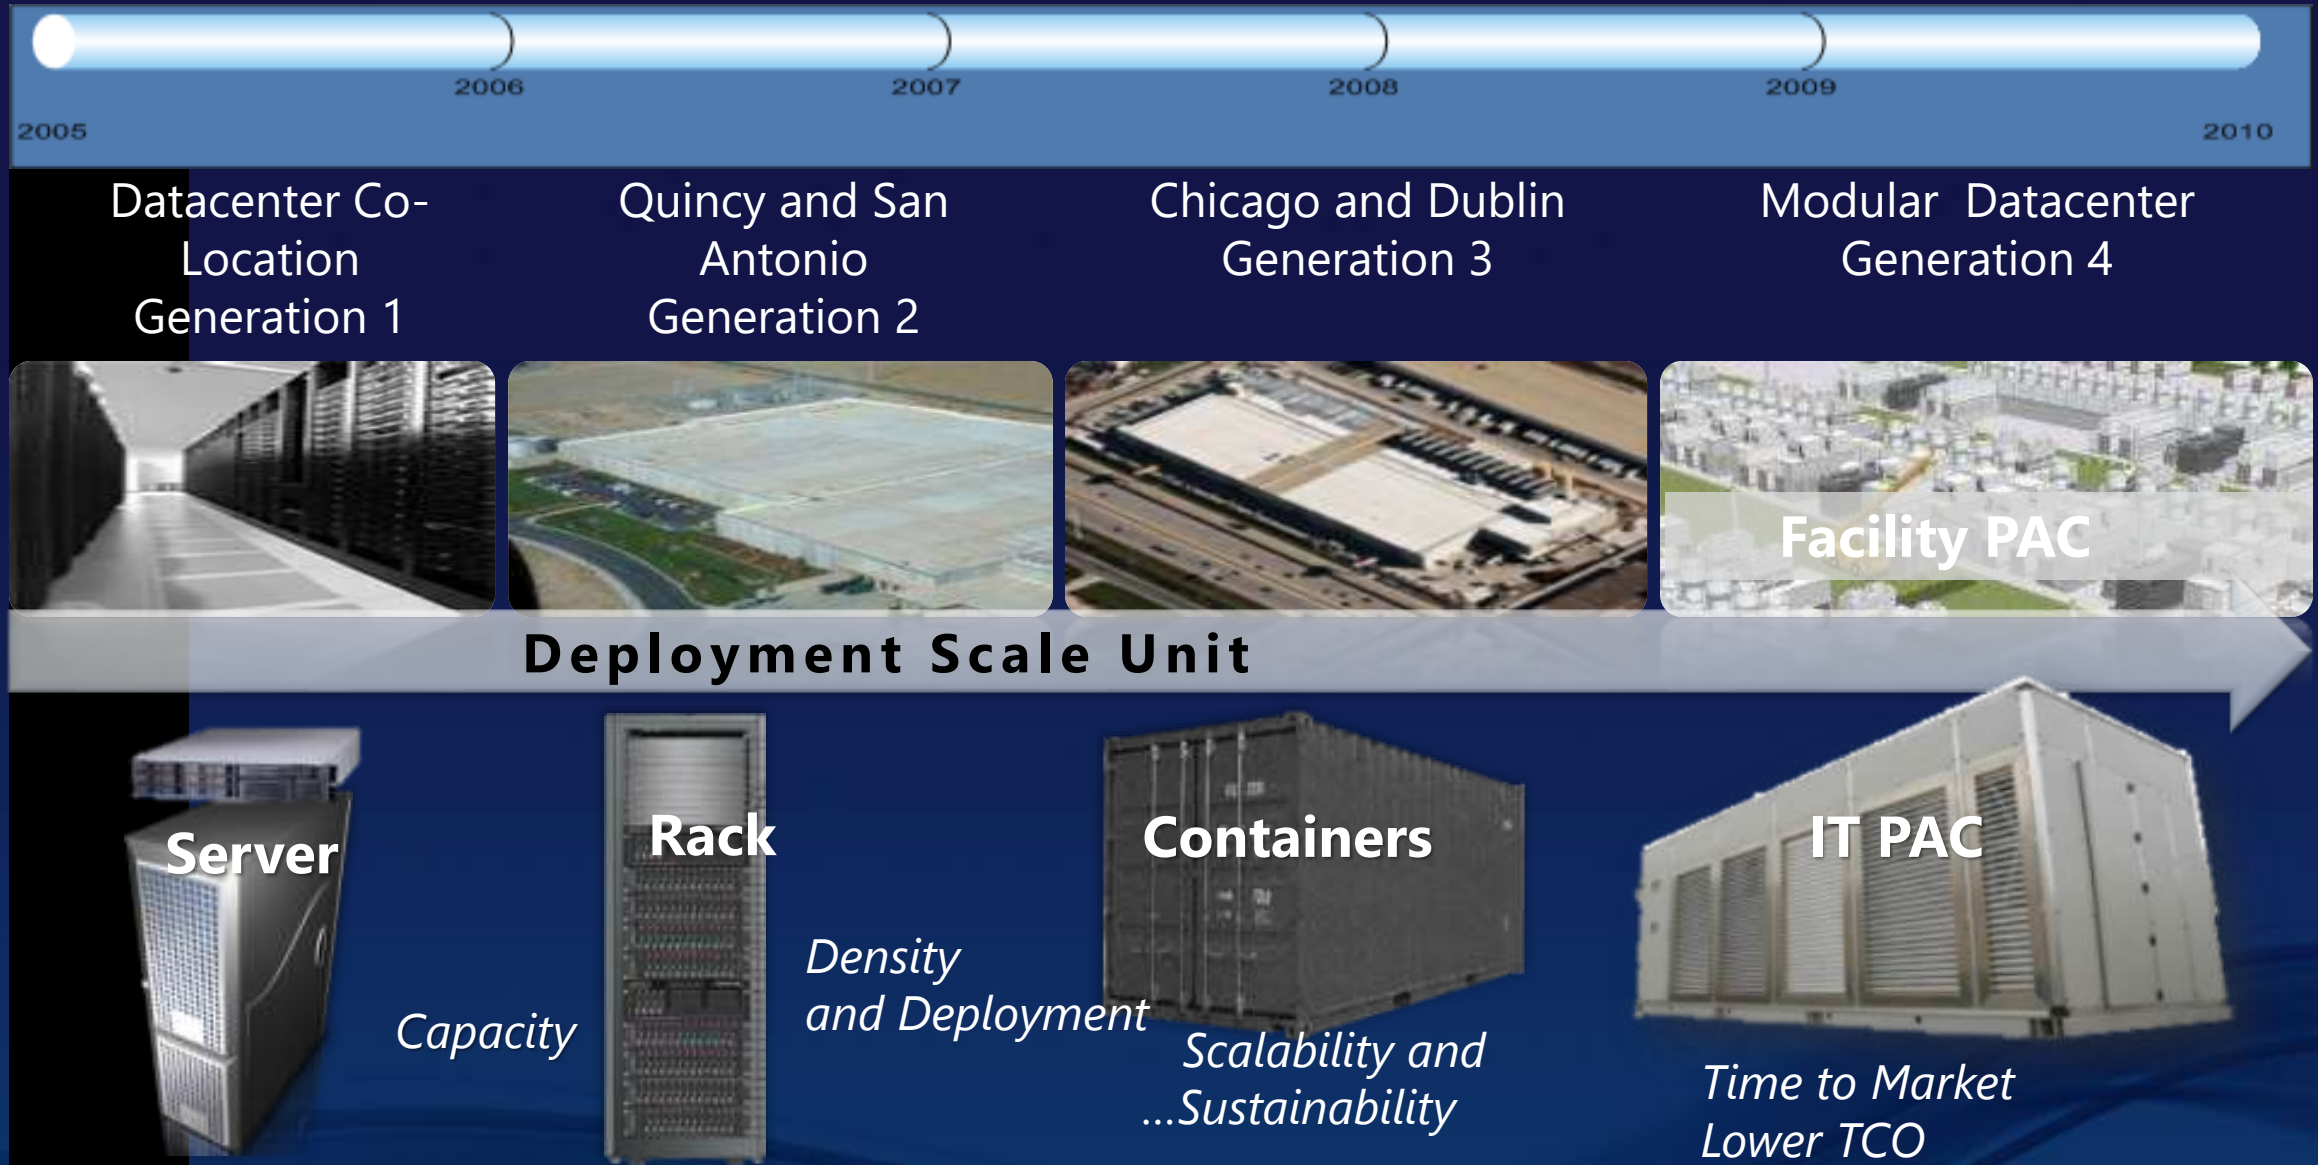 2006
2007
2008
2009
2005
2010
Datacenter Co-
Location
Generation 1
Quincy and San
Antonio
Generation 2
Chicago and Dublin
Generation 3
Modular  Datacenter
Generation 4
Facility PAC
Deployment Scale Unit
Server
Rack
Containers
IT PAC
Capacity
Density
and Deployment
Scalability and
...Sustainability
Time to Market
Lower TCO